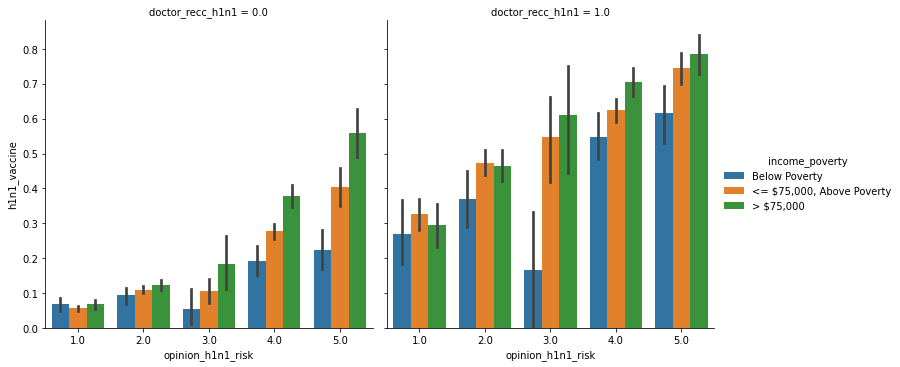 doctor_recc_h1n1 = 0.0
doctor_recc_h1n1 = 1.0
h1n1_vaccine
0.8
0.7
0.6
0.5
0.4
0.3
0.2
0.1
0.0
1.0 2.0 3.0 4.0 5.0
opinion_h1n1_risk
1.0 2.0 3.0 4.0 5.0
opinion_h1n1_risk
income_poverty
Below Poverty
<= $75,000, Above Poverty
> $75,000